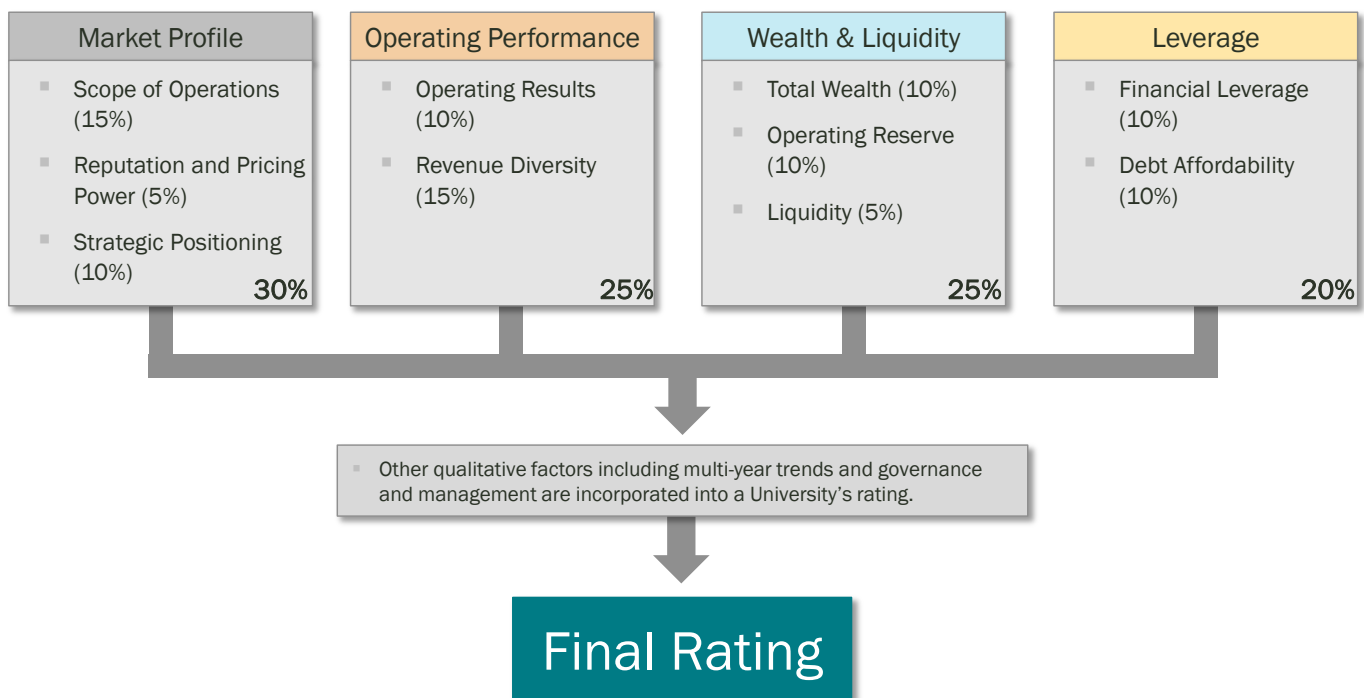 Market Profile
Scope of Operations
(15%)
Reputation and Pricing
Power (5%)
Strategic Positioning
(10%)
30%
Operating Performance
Operating Results
(10%)
Revenue Diversity
(15%)
25%
Wealth & Liquidity
Total Wealth (10%)
Operating Reserve
(10%)
Liquidity (5%)
25%
Leverage
Financial Leverage
(10%)
Debt Affordability
(10%)
20%
Other qualitative factors including multi-year trends and governance
and management are incorporated into a University’s rating.
Final Rating